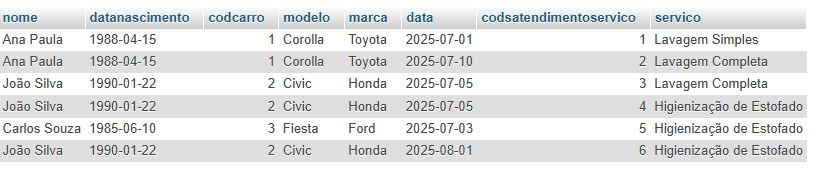 nome datanascimento codcarro modelo marca data codsatendimentoservico servico
Ana Paula 1988-04-15 1 Corolla Toyota 2025-07-01 1 Lavagem Simples
Ana Paula 1988-04-15 1 Corolla Toyota 2025-07-10 2 Lavagem Completa
João Silva 1990-01-22 2 Civic Honda 2025-07-05 3 Lavagem Completa
João Silva 1990-01-22 2 Civic Honda 2025-07-05 4 Higienização de Estofado
Carlos Souza 1985-06-10 3 Fiesta Ford 2025-07-03 5 Higienização de Estofado
João Silva 1990-01-22 2 Civic Honda 2025-08-01 6 Higienização de Estofado